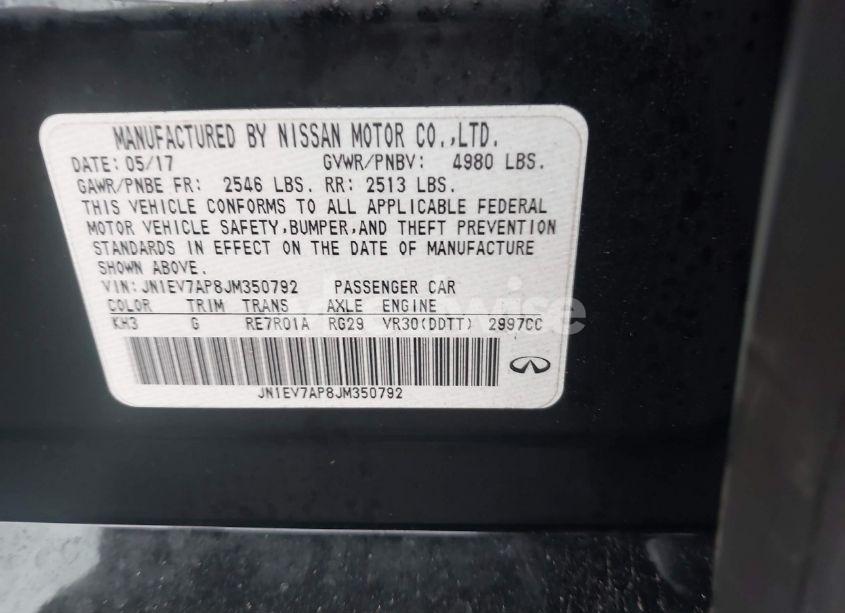 MANUFACTURED BY NISSAN MOTOR CO.,LTD.
DATE: 05/17 GVWR/PNBV: 4980 LBS.
GAWR/PNBE FR: 2546 LBS. RR: 2513 LBS.
THIS VEHICLE CONFORMS TO ALL APPLICABLE FEDERAL
MOTOR VEHICLE SAFETY,BUMPER,AND THEFT PREVENTION
STANDARDS IN EFFECT ON THE DATE OF MANUFACTURE
SHOWN ABOVE.
VIN:JN1EV7AP8JM350792 PASSENGER CAR
COLOR TRIM TRANS AXLE ENGINE
KH3 G RE7R01A RG29 VR30(DDTT) 2997CC
JN1EV7AP8JM350792